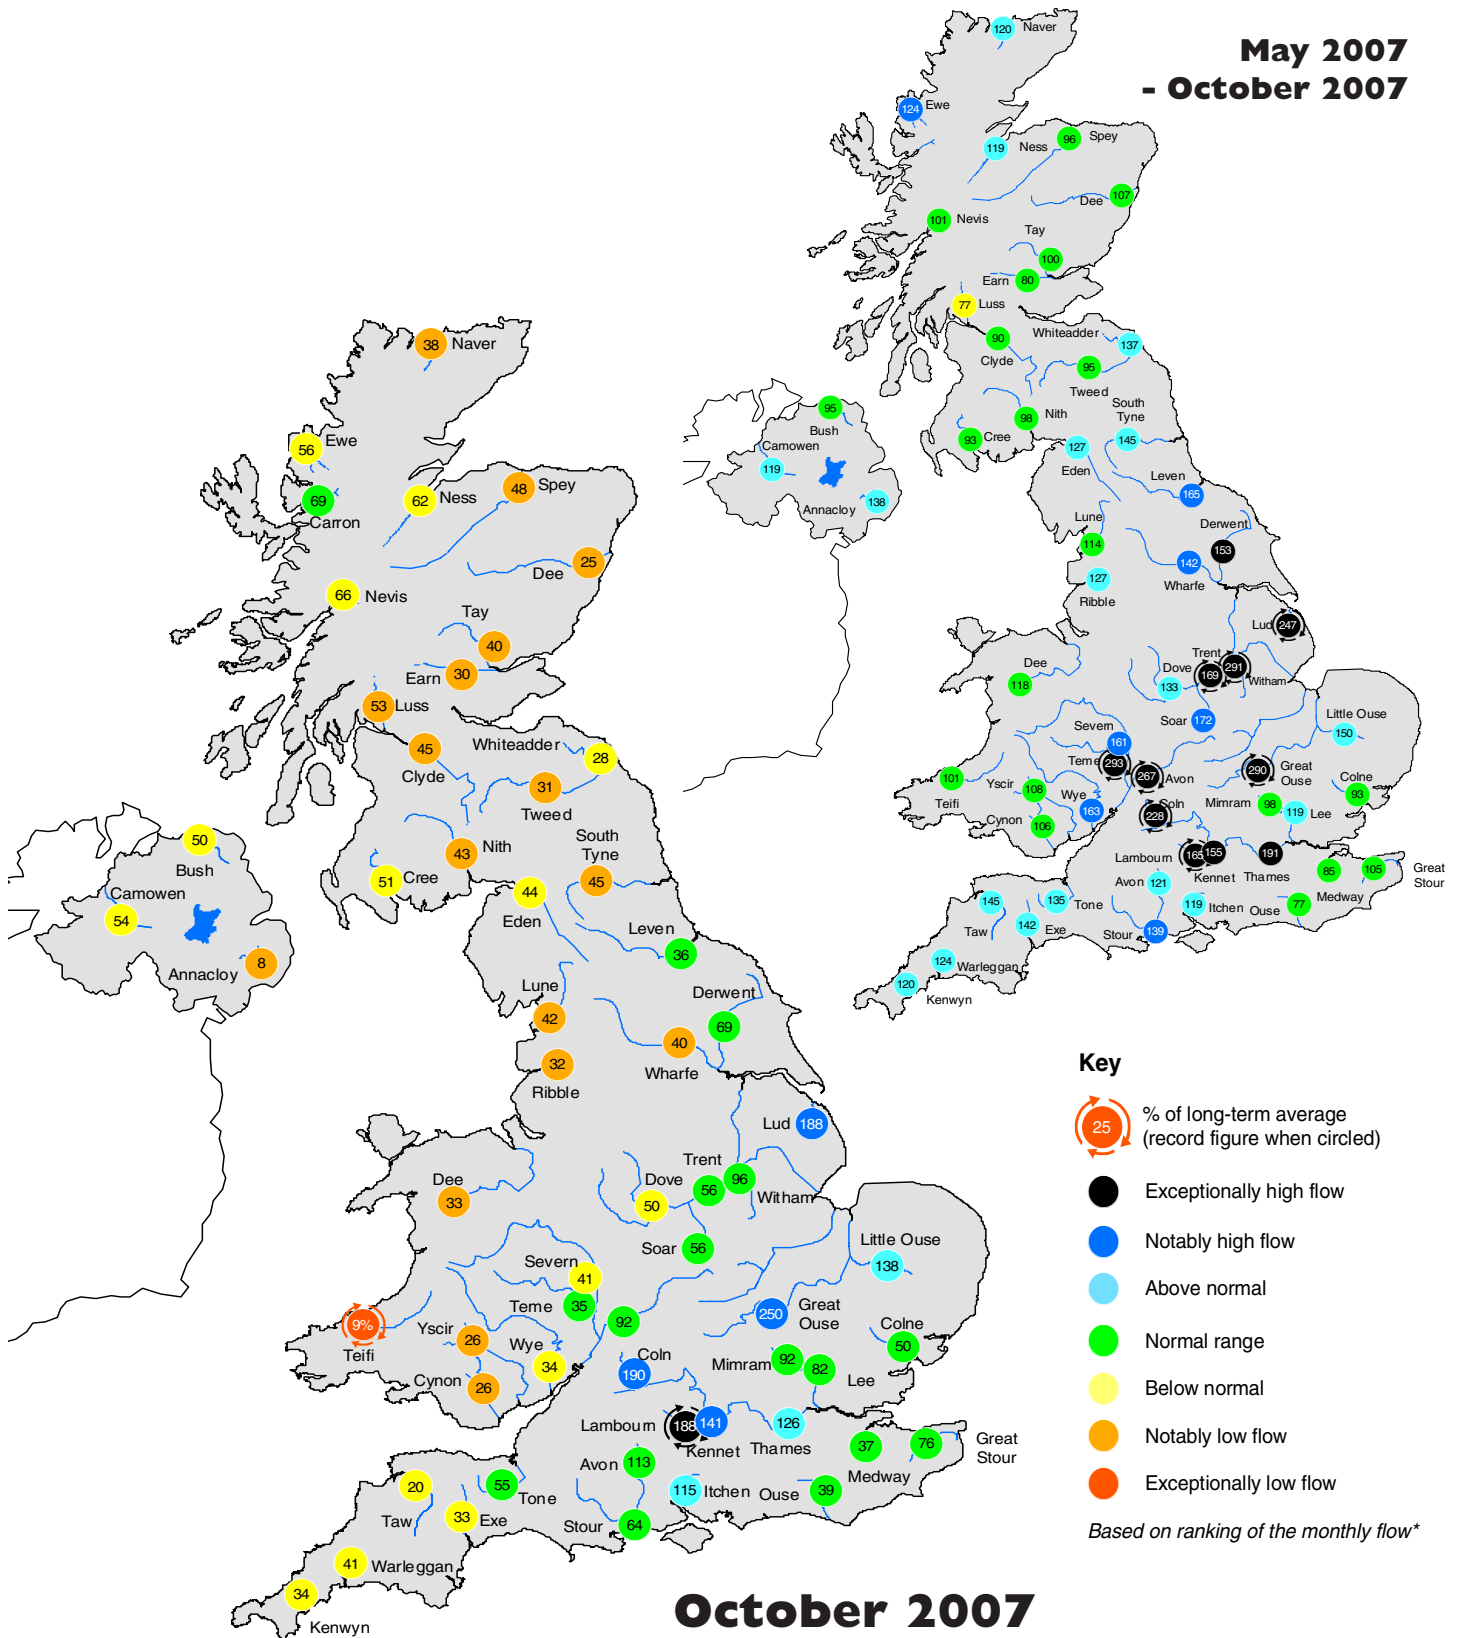 May 2007
- October 2007
120 Naver
124 Ewe
119 Ness
96 Spey
Dee 107
101 Nevis
Tay
100
Earn 80
77 Luss
Whiteadder
137
90
Clyde
95
Tweed
98 Nith
South
Tyne
145
93 Cree
127
Eden
95
Bush
Camowen
119
Annacloy 138
Leven
165
Lune
114
Derwent
153
142
Wharfe
127
Ribble
Lud 247
Trent
169
291
Witham
Dove
133
Dee
118
Soar 172
Little Ouse
150
Severn
161
Teme 293
267 Avon
290
Great
Ouse
101
Teifi
Yscir
108
Wye
163
Cynon 106
Coln
228
Mimram 98
119 Lee
Colne
93
Lambourn 165
155
Kennet
191
Thames
85
Medway
105
Great
Stour
Avon 121
119 Itchen
Ouse 77
145
Taw
135 Tone
142 Exe
Stour 139
124
Warleggan
120
Kenwyn
38 Naver
56
Ewe
69
Carron
62 Ness
48 Spey
Dee 25
66 Nevis
Tay
40
Earn 30
53 Luss
45
Clyde
Whiteadder
28
31
Tweed
43 Nith
South
Tyne
45
51 Cree
44
Eden
50
Bush
Camowen
54
Annacloy 8
Leven
36
Lune
42
Derwent
69
40
Wharfe
32
Ribble
Lud 188
Trent
56
96
Witham
Dove
50
Dee
33
Soar 56
Little Ouse
138
Severn
41
Teme 35
92
250
Great
Ouse
9%
Teifi
Yscir
26
Wye
34
Cynon 26
Coln
190
Mimram 92
82
Lee
Colne
50
Lambourn 188
141
Kennet
126
Thames
37
Medway
76
Great
Stour
Avon 113
115 Itchen
Ouse 39
20
Taw
55
Tone
33 Exe
Stour 64
41 Warleggan
34
Kenwyn
October 2007
Key
25
% of long-term average
(record figure when circled)
Exceptionally high flow
Notably high flow
Above normal
Normal range
Below normal
Notably low flow
Exceptionally low flow
Based on ranking of the monthly flow*